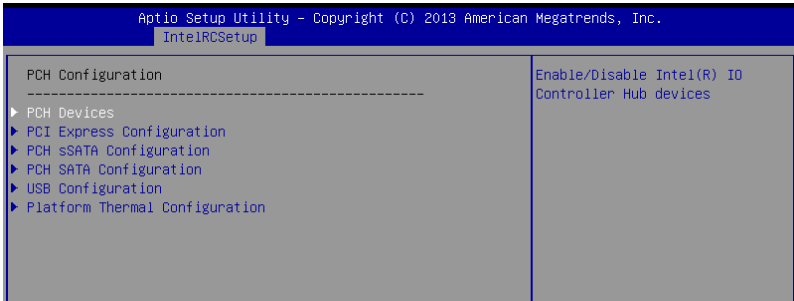 Aptio Setup Utility – Copyright (C) 2013 American Megatrends, Inc.
IntelRCSetup
PCH Configuration
--------------------------------------------------
PCH Devices
PCI Express Configuration
PCH sSATA Configuration
PCH SATA Configuration
USB Configuration
Platform Thermal Configuration
Enable/Disable Intel(R) IO
Controller Hub devices